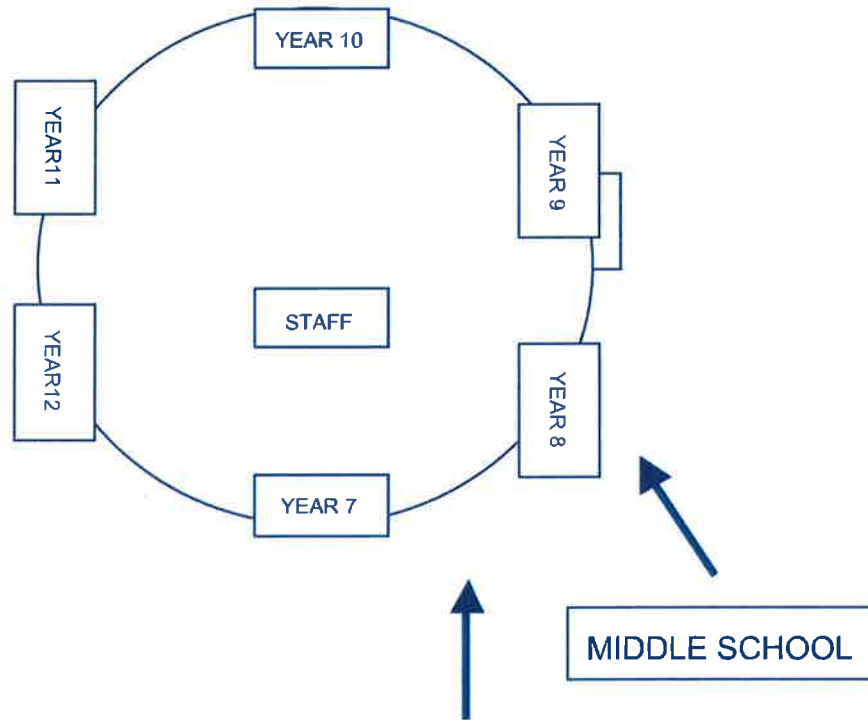 YEAR 10
YEAR11
YEAR 9
STAFF
YEAR12
YEAR 8
YEAR 7
MIDDLE SCHOOL